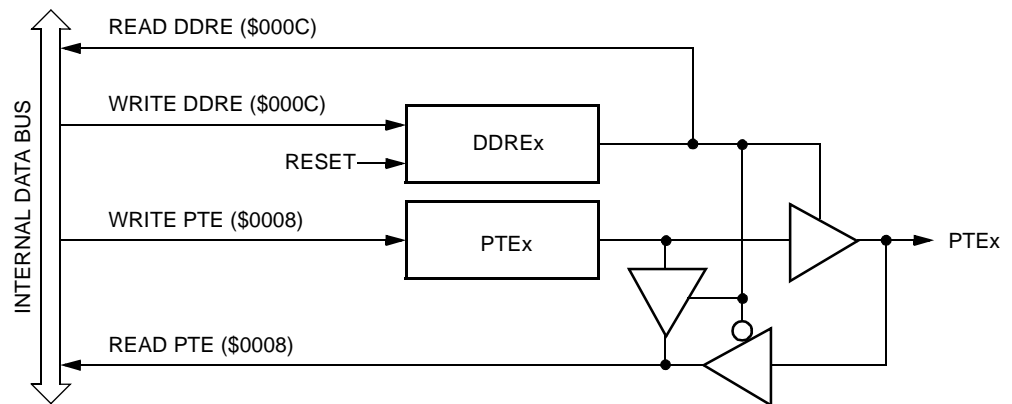 READ DDRE ($000C)
WRITE DDRE ($000C)
DDREx
RESET
WRITE PTE ($0008)
PTEx
PTEx
READ PTE ($0008)
INTERNAL DATA BUS